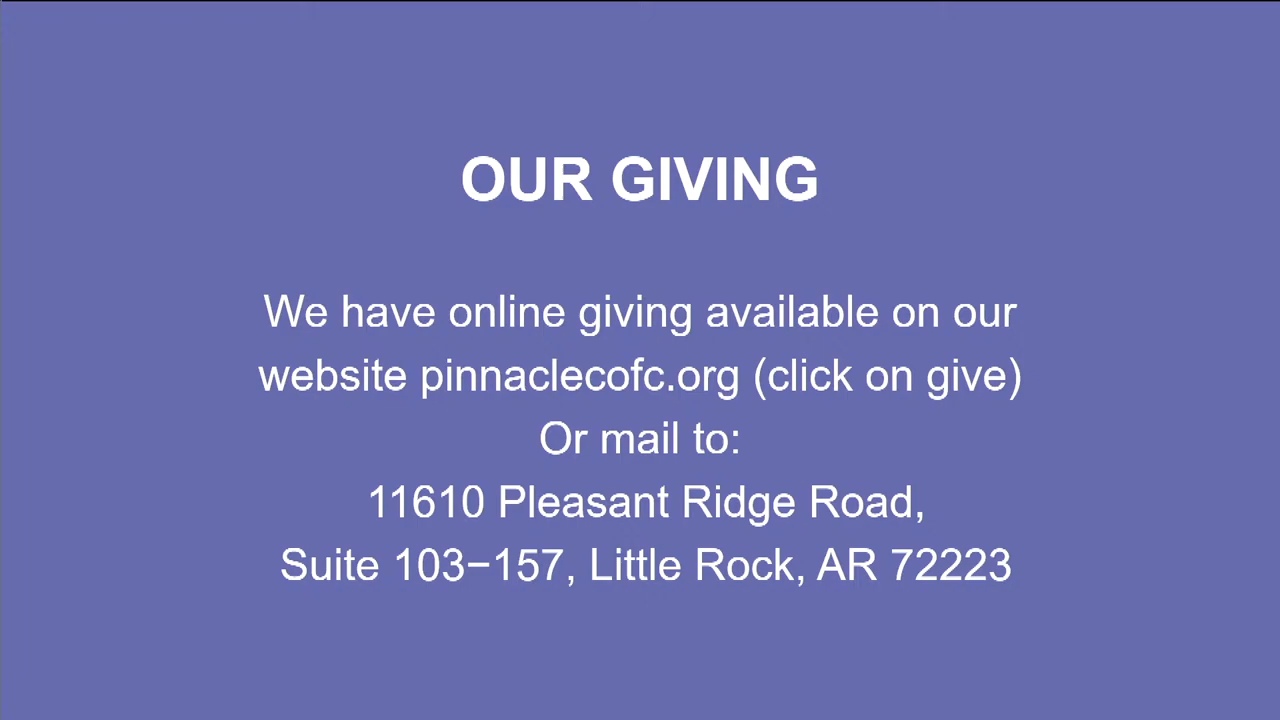 OUR GIVING
We have online giving available on our
website pinnaclecofc.org (click on give)
Or mail to:
11610 Pleasant Ridge Road,
Suite 103−157, Little Rock, AR 72223